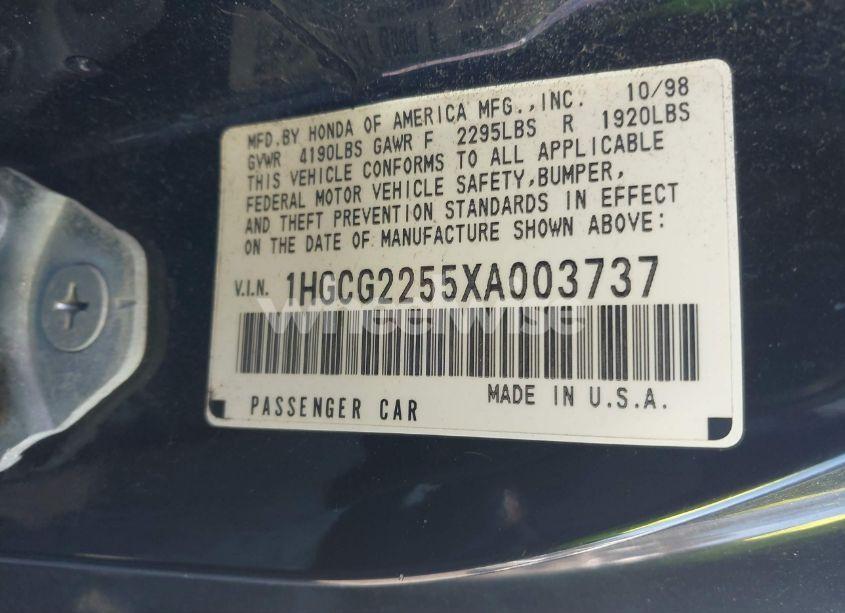 MFD.BY HONDA OF AMERICA MFG.,INC. 10/98
GVWR 4190LBS GAWR F 2295LBS R 1920LBS
THIS VEHICLE CONFORMS TO ALL APPLICABLE
FEDERAL MOTOR VEHICLE SAFETY,BUMPER,
AND THEFT PREVENTION STANDARDS IN EFFECT
ON THE DATE OF MANUFACTURE SHOWN ABOVE:
V.I.N. 1HGCG2255XA003737
wheelwise
PASSENGER CAR MADE IN U.S.A.